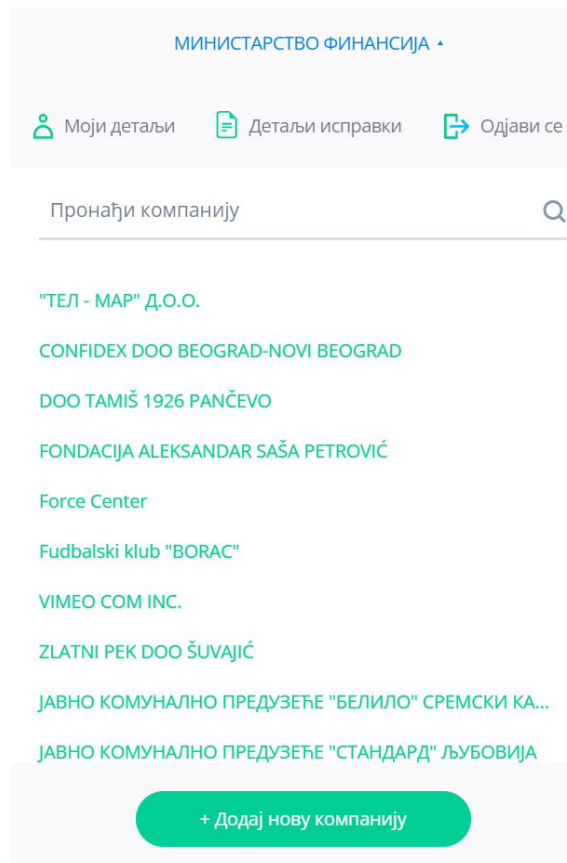 МИНИСТАРСТВО ФИНАНСИЈА
Моји детаљи Детаљи исправки Одјави се
Пронађи компанију
"ТЕЛ - МАР" Д.О.О.
CONFIDEX DOO BEOGRAD-NOVI BEOGRAD
DOO TAMIŠ 1926 PANČEVO
FONDACIJA ALEKSANDAR SAŠA PETROVIĆ
Force Center
Fudbalski klub "BORAC"
VIMEO COM INC.
ZLATNI PEK DOO ŠUVAJIĆ
ЈАВНО КОМУНАЛНО ПРЕДУЗЕЋЕ "БЕЛИЛО" СРЕМСКИ КА...
ЈАВНО КОМУНАЛНО ПРЕДУЗЕЋЕ "СТАНДАРД" ЉУБОВИЈА
+ Додај нову компанију